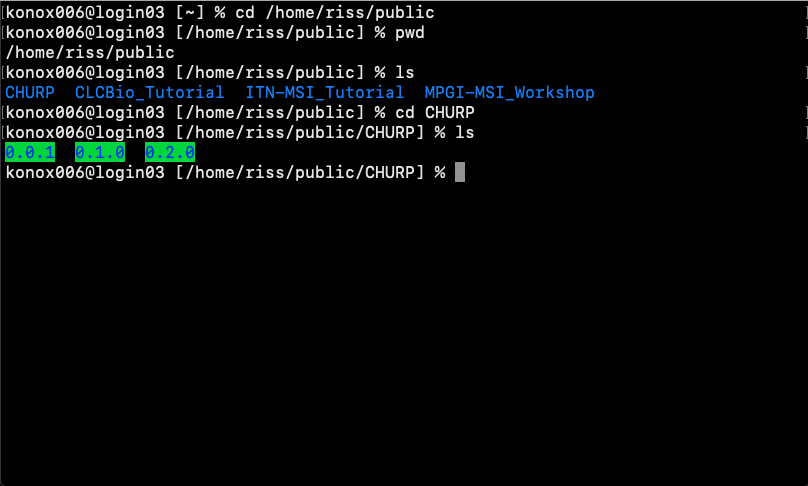 [konox006@login03 [~] % cd /home/riss/public
[konox006@login03 [/home/riss/public] % pwd
/home/riss/public
[konox006@login03 [/home/riss/public] % ls
CHURP  CLCBio_Tutorial  ITN-MSI_Tutorial  MPGI-MSI_Workshop
[konox006@login03 [/home/riss/public] % cd CHURP
[konox006@login03 [/home/riss/public/CHURP] % ls
0.0.1  0.1.0  0.2.0
konox006@login03 [/home/riss/public/CHURP] %